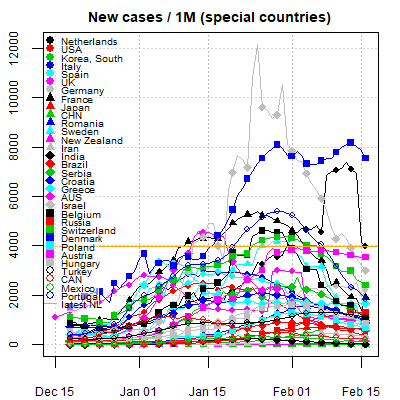 New cases / 1M (special countries)
12000
10000
8000
6000
4000
2000
0
Netherlands
USA
Korea, South
Italy
Spain
UK
Germany
France
Japan
CHN
Romania
Sweden
New Zealand
Iran
India
Brazil
Serbia
Croatia
Greece
AUS
Israel
Belgium
Russia
Switzerland
Denmark
Poland
Austria
Hungary
Turkey
CAN
Mexico
Portugal
latest NL
Dec 15
Jan 01
Jan 15
Feb 01
Feb 15